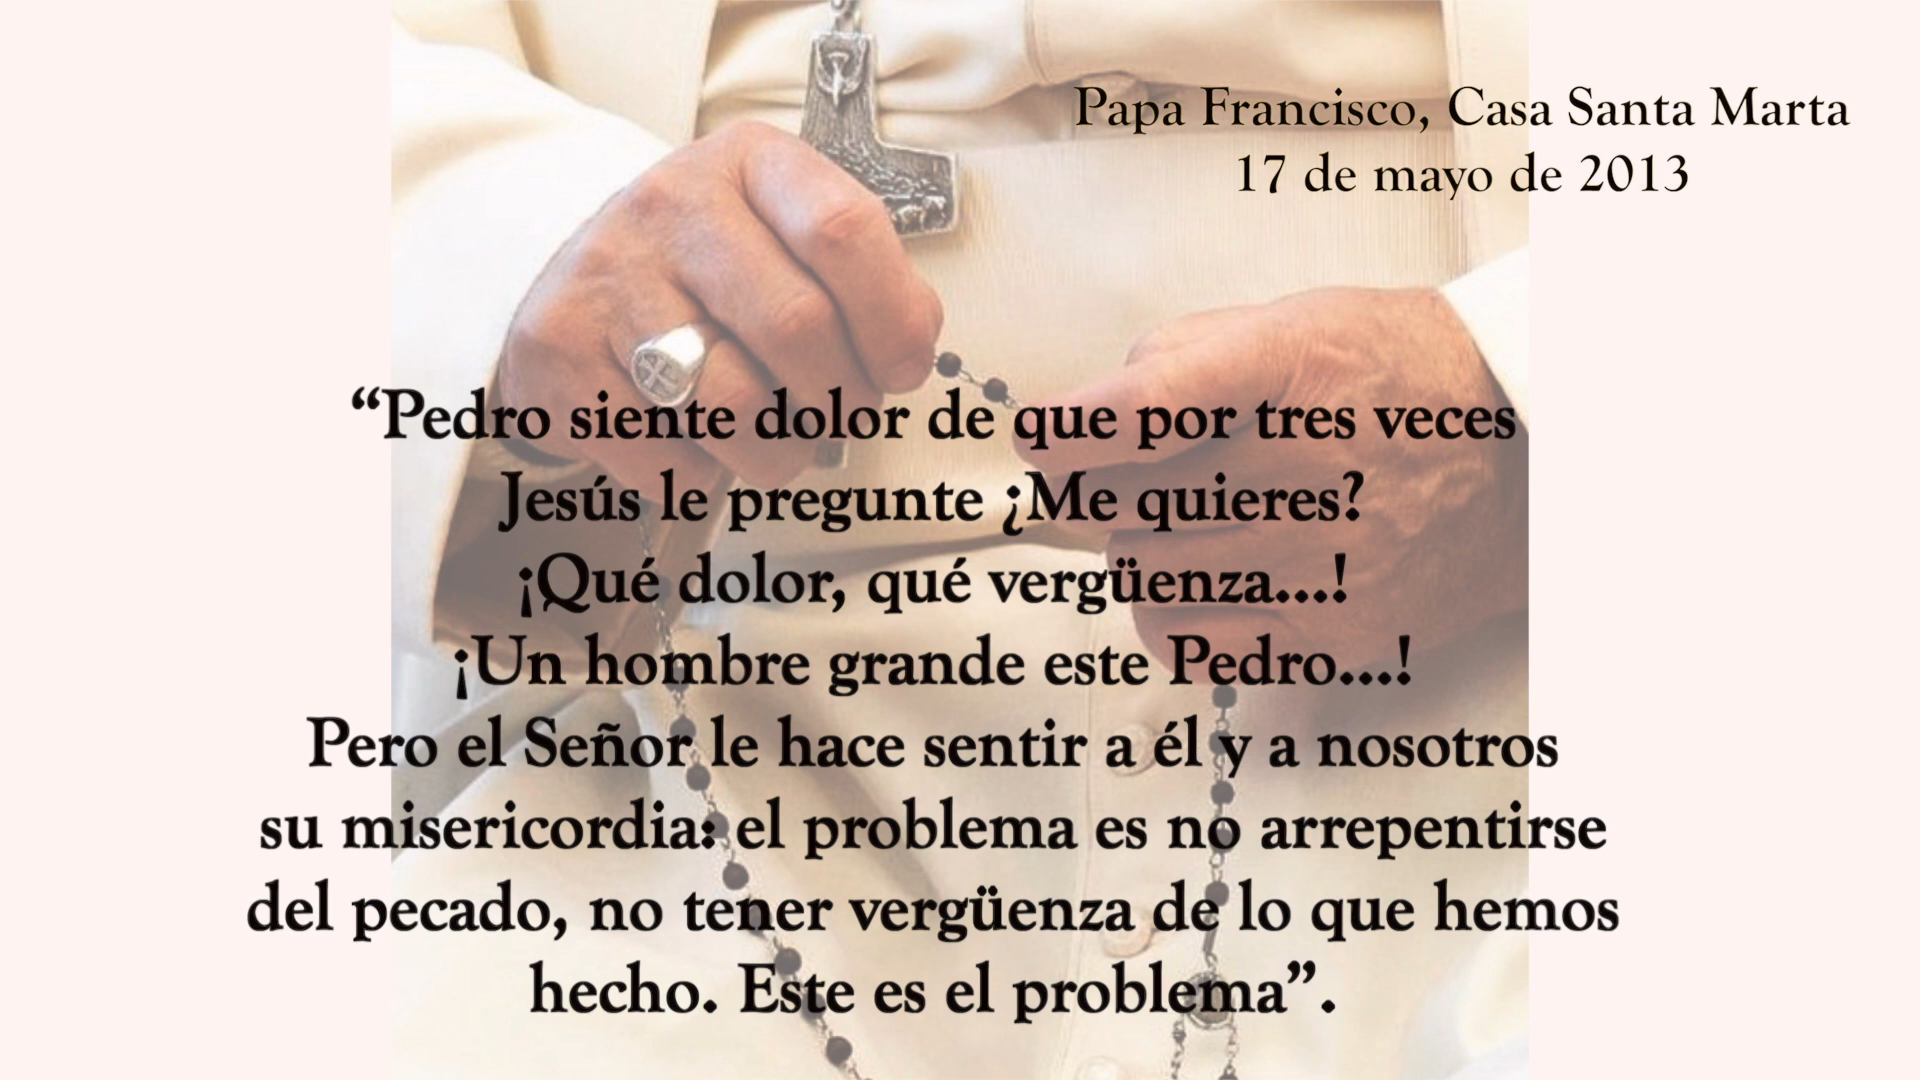 Papa Francisco, Casa Santa Marta
17 de mayo de 2013
“Pedro siente dolor de que por tres veces
Jesús le pregunte ¿Me quieres?
¡Qué dolor, qué vergüenza...!
¡Un hombre grande este Pedro...!
Pero el Señor le hace sentir a él y a nosotros
su misericordia: el problema es no arrepentirse
del pecado, no tener vergüenza de lo que hemos
hecho. Este es el problema”.